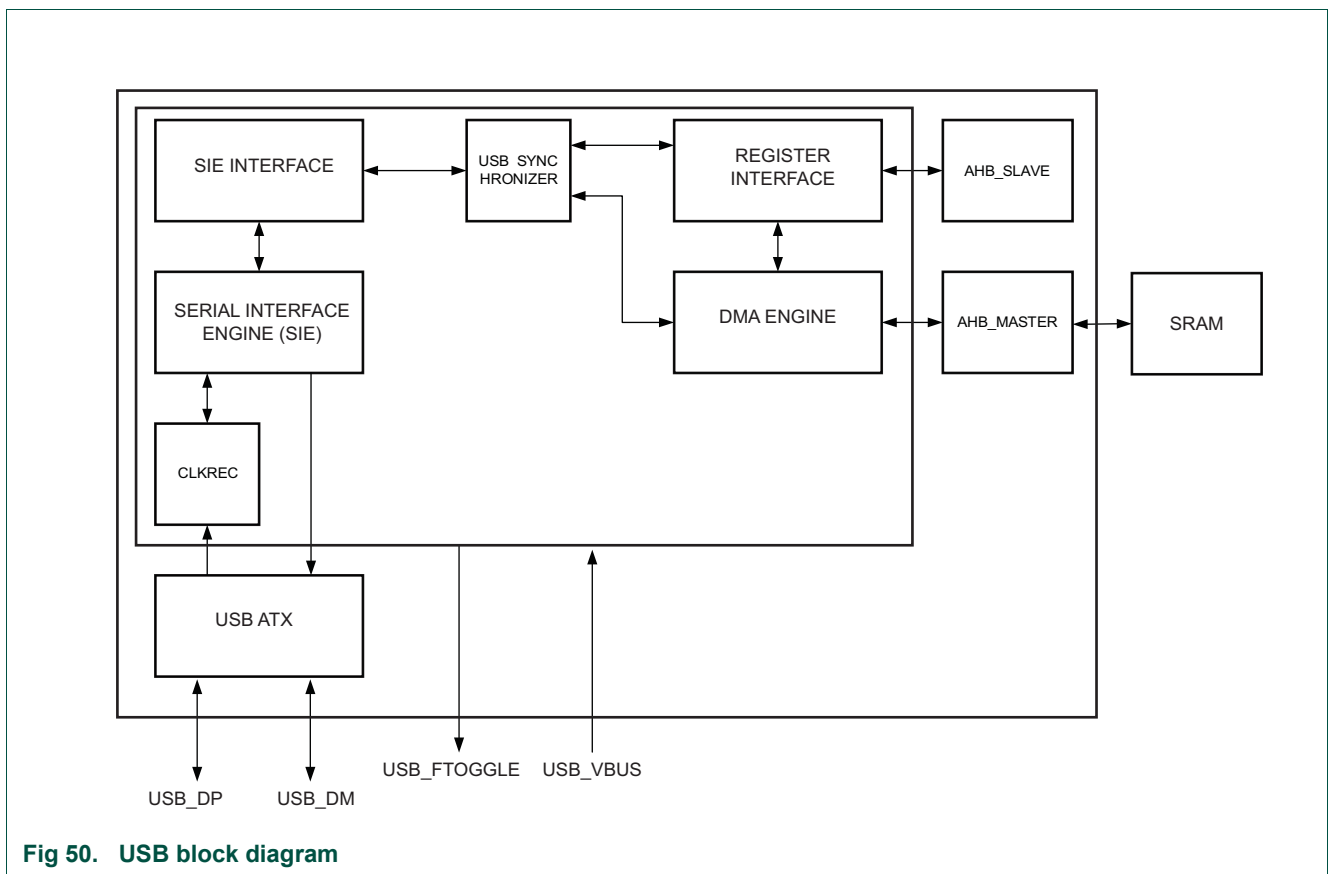 SIE INTERFACE
USB SYNC
HRONIZER
REGISTER
INTERFACE
AHB_SLAVE
SERIAL INTERFACE
ENGINE (SIE)
DMA ENGINE
AHB_MASTER
SRAM
CLKREC
USB ATX
USB_FTOGGLE
USB_VBUS
USB_DP
USB_DM
Fig 50. USB block diagram